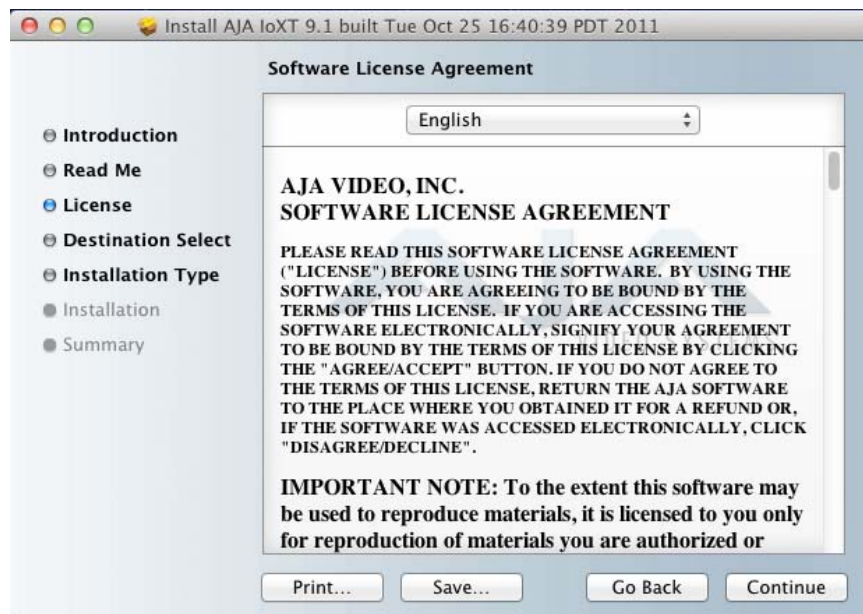 Install AJA IoXT 9.1 built Tue Oct 25 16:40:39 PDT 2011
Software License Agreement
Introduction
Read Me
License
Destination Select
Installation Type
Installation
Summary
English
AJA VIDEO, INC.
SOFTWARE LICENSE AGREEMENT
PLEASE READ THIS SOFTWARE LICENSE AGREEMENT
("LICENSE") BEFORE USING THE SOFTWARE. BY USING THE
SOFTWARE, YOU ARE AGREEING TO BE BOUND BY THE
TERMS OF THIS LICENSE. IF YOU ARE ACCESSING THE
SOFTWARE ELECTRONICALLY, SIGNIFY YOUR AGREEMENT
TO BE BOUND BY THE TERMS OF THIS LICENSE BY CLICKING
THE "AGREE/ACCEPT" BUTTON. IF YOU DO NOT AGREE TO
THE TERMS OF THIS LICENSE, RETURN THE AJA SOFTWARE
TO THE PLACE WHERE YOU OBTAINED IT FOR A REFUND OR,
IF THE SOFTWARE WAS ACCESSED ELECTRONICALLY, CLICK
"DISAGREE/DECLINE".
IMPORTANT NOTE: To the extent this software may
be used to reproduce materials, it is licensed to you only
for reproduction of materials you are authorized or
AJA
VIDEO SYSTEMS
Print...
Save...
Go Back
Continue